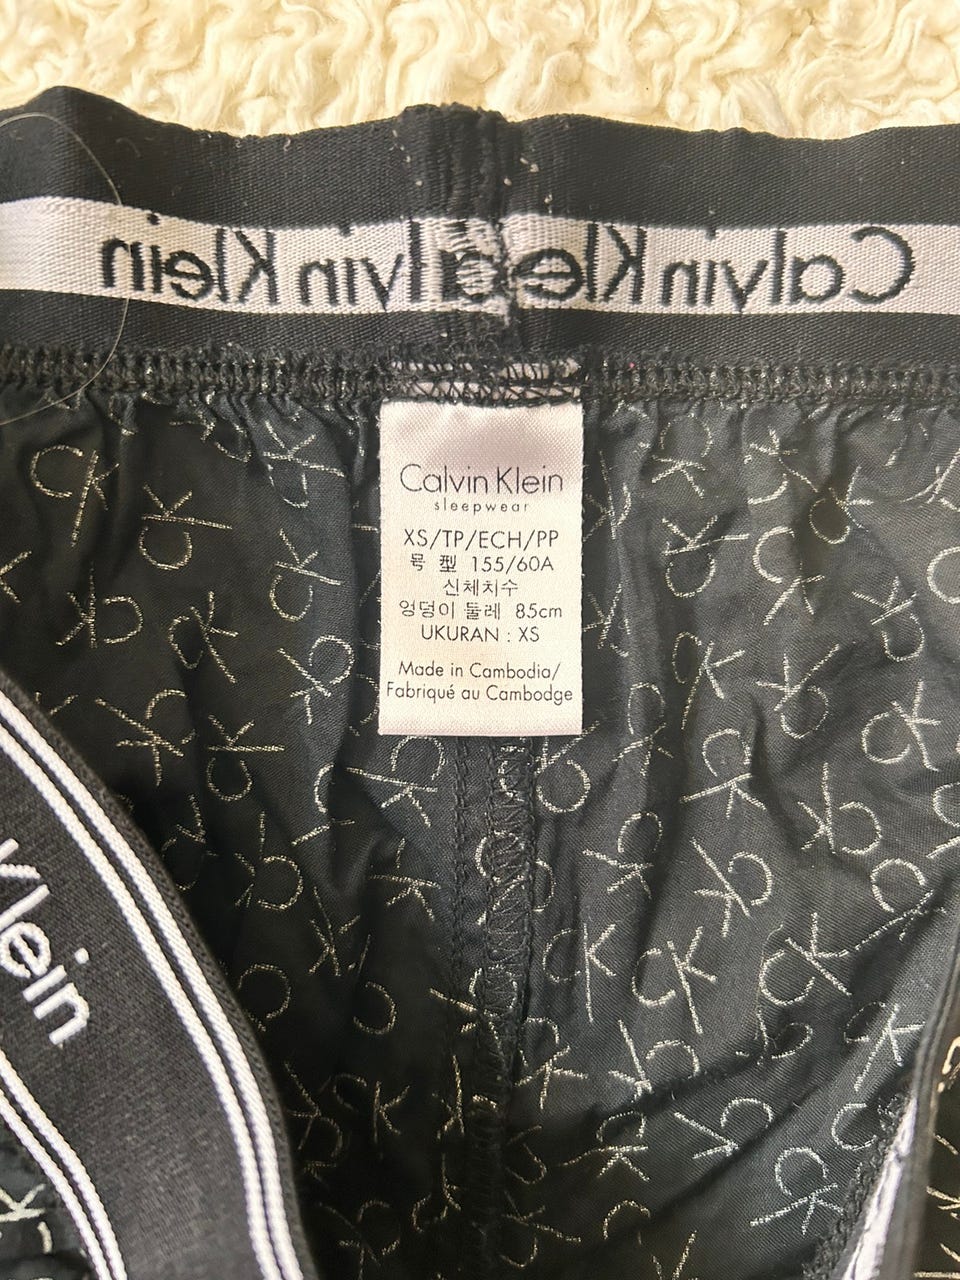 Calvin Klein
Calvin Klein
Calvin Klein
sleepwear
XS/TP/ECH/PP
号 型 155/60A
신체치수
엉덩이 둘레 85cm
UKURAN : XS
Made in Cambodia/
Fabriqué au Cambodge
Klein
ck